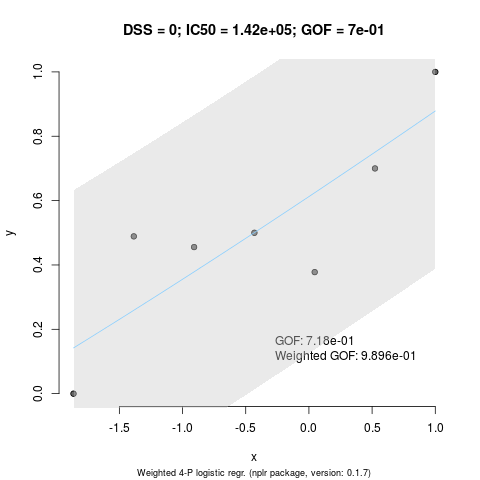 DSS = 0; IC50 = 1.42e+05; GOF = 7e-01
1.0
0.8
0.6
0.4
0.2
0.0
y
GOF: 7.18e-01
Weighted GOF: 9.896e-01
-1.5 -1.0 -0.5 0.0 0.5 1.0
x
Weighted 4-P logistic regr. (nplr package, version: 0.1.7)